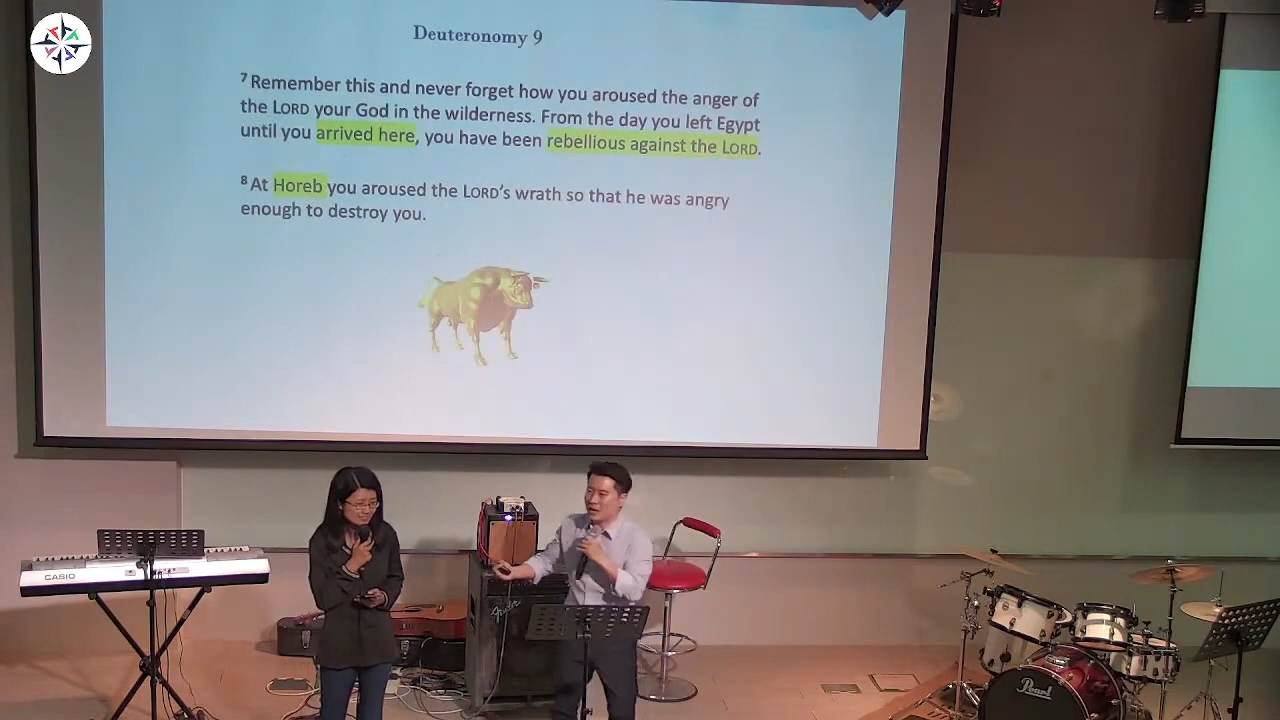 Deuteronomy 9
7 Remember this and never forget how you aroused the anger of
the LORD your God in the wilderness. From the day you left Egypt
until you arrived here, you have been rebellious against the LORD.
8 At Horeb you aroused the LORD's wrath so that he was angry
enough to destroy you.
CASIO
Pearl